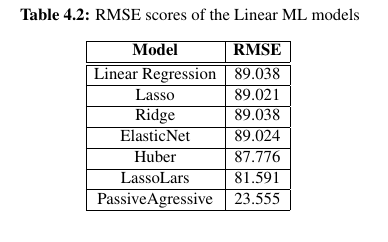 Table 4.2: RMSE scores of the Linear ML models
Model RMSE
Linear Regression 89.038
Lasso 89.021
Ridge 89.038
ElasticNet 89.024
Huber 87.776
LassoLars 81.591
PassiveAgressive 23.555